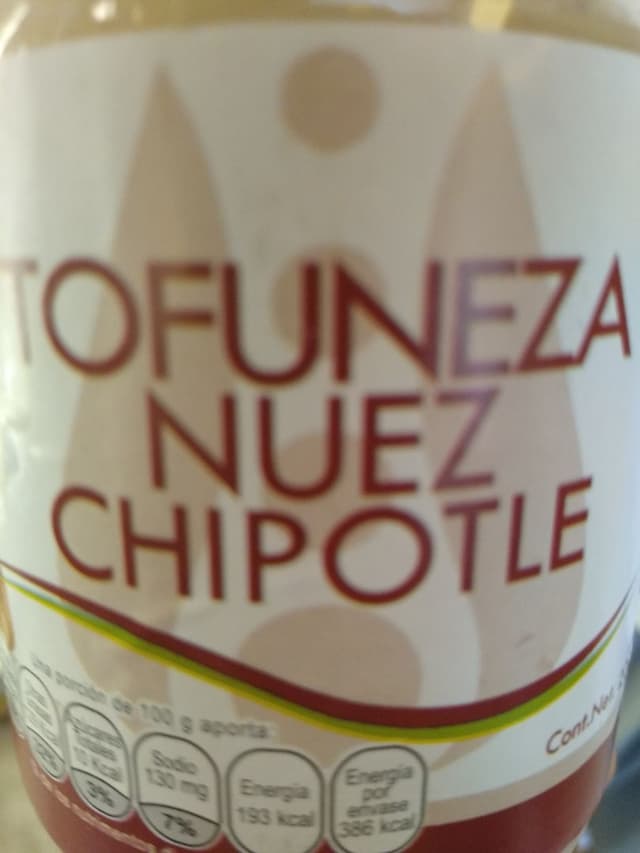 TOFUNEZA
NUEZ
CHIPOTLE
Una porción de 100 g aporta:
Azúcares totales 10 Kcal 3%
Sodio 130 mg 7%
Energía 193 kcal
Energía por envase 386 kcal
Cont.Net